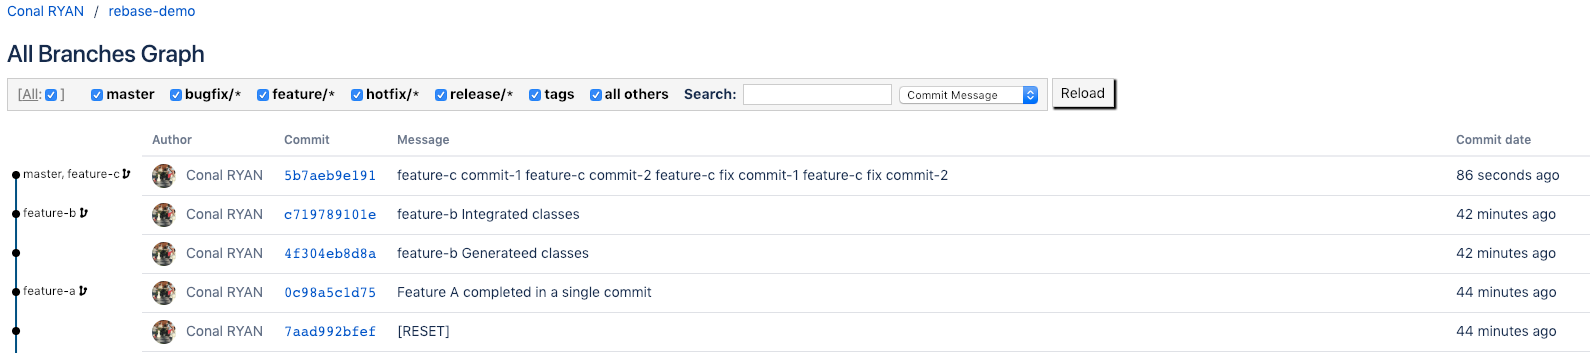 Conal RYAN / rebase-demo
All Branches Graph
[All: ] master bugfix/* feature/* hotfix/* release/* tags all others Search: Commit Message Reload
Author Commit Message Commit date
master, feature-c Conal RYAN 5b7aeb9e191 feature-c commit-1 feature-c commit-2 feature-c fix commit-1 feature-c fix commit-2 86 seconds ago
feature-b Conal RYAN c719789101e feature-b Integrated classes 42 minutes ago
Conal RYAN 4f304eb8d8a feature-b Generateed classes 42 minutes ago
feature-a Conal RYAN 0c98a5c1d75 Feature A completed in a single commit 44 minutes ago
Conal RYAN 7aad992bfef [RESET] 44 minutes ago